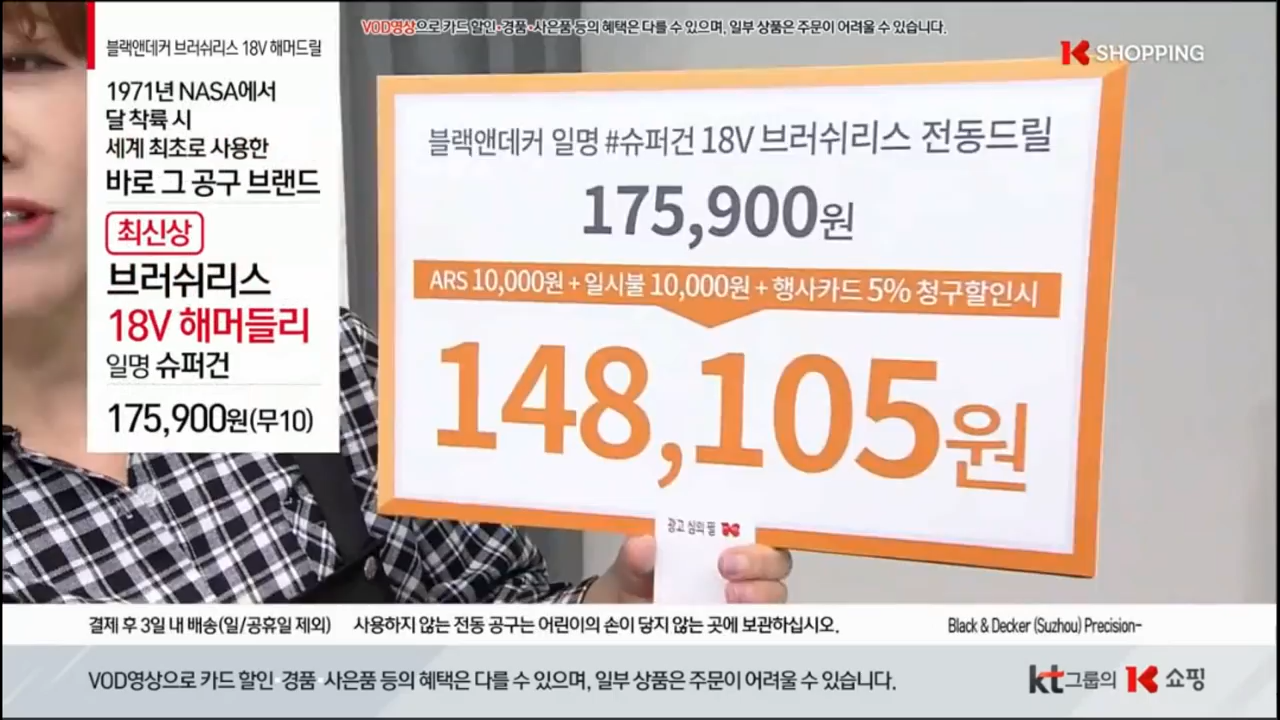 VOD영상으로 카드 할인·경품·사은품 등의 혜택은 다를 수 있으며, 일부 상품은 주문이 어려울 수 있습니다.
K SHOPPING
블랙앤데커 브러쉬리스 18V 해머드릴
1971년 NASA에서
달 착륙 시
세계 최초로 사용한
바로 그 공구 브랜드
최신상
브러쉬리스
18V 해머들리
일명 슈퍼건
175,900원(무10)
블랙앤데커 일명 #슈퍼건 18V 브러쉬리스 전동드릴
175,900원
ARS 10,000원 + 일시불 10,000원 + 행사카드 5% 청구할인시
148,105원
광고 심의 필 K
결제 후 3일 내 배송(일/공휴일 제외) 사용하지 않는 전동 공구는 어린이의 손이 닿지 않는 곳에 보관하십시오. Black & Decker (Suzhou) Precision-
VOD영상으로 카드 할인·경품·사은품 등의 혜택은 다를 수 있으며, 일부 상품은 주문이 어려울 수 있습니다.
kt그룹의 K 쇼핑